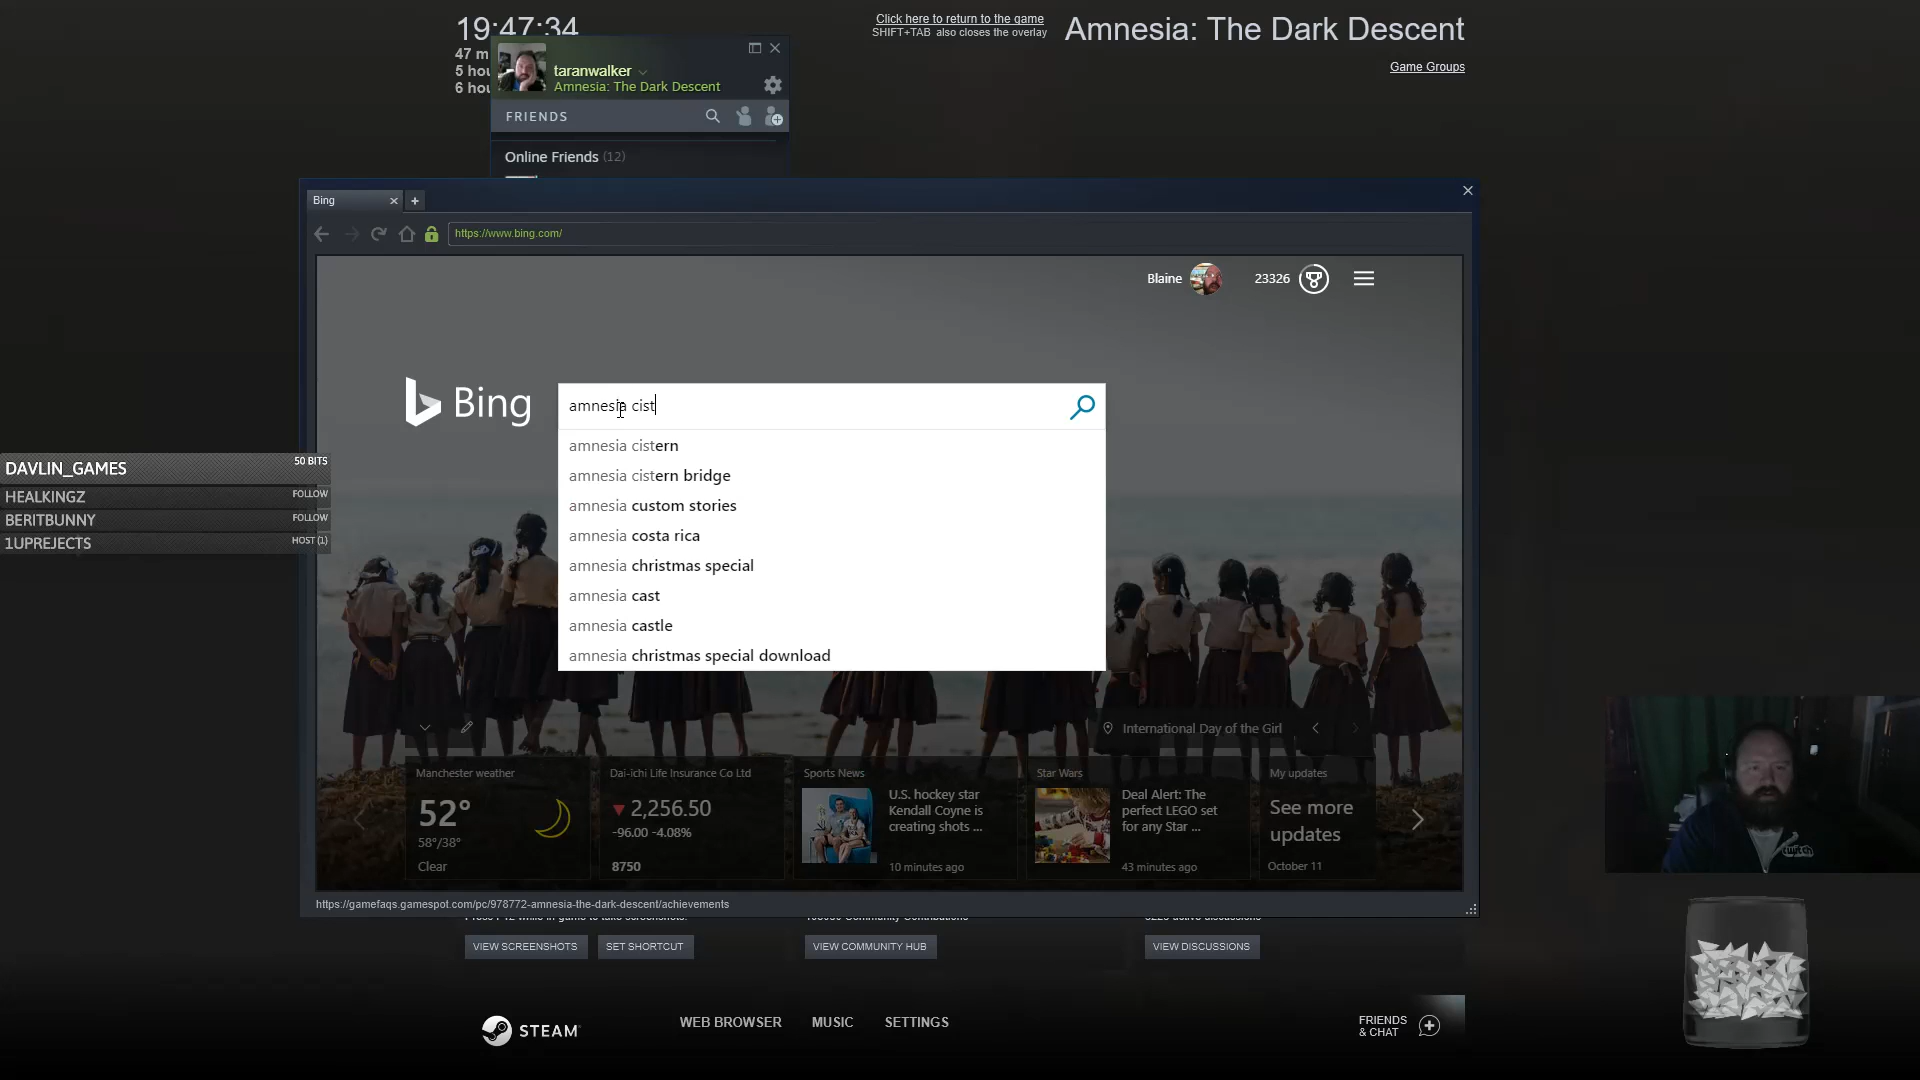 19:47:34
47 m
5 hou
6 hou
Click here to return to the game
SHIFT+TAB also closes the overlay
Amnesia: The Dark Descent
Game Groups
taranwalker
Amnesia: The Dark Descent
FRIENDS
Online Friends (12)
Bing
https://www.bing.com/
Blaine
23326
Bing
amnesia cist
amnesia cistern
amnesia cistern bridge
amnesia custom stories
amnesia costa rica
amnesia christmas special
amnesia cast
amnesia castle
amnesia christmas special download
DAVLIN_GAMES 50 BITS
HEALKINGZ FOLLOW
BERITBUNNY FOLLOW
1UPREJECTS HOST (1)
International Day of the Girl
Manchester weather
52°
58°/38°
Clear
Dai-ichi Life Insurance Co Ltd
2,256.50
-96.00 -4.08%
8750
Sports News
U.S. hockey star
Kendall Coyne is
creating shots ...
10 minutes ago
Star Wars
Deal Alert: The
perfect LEGO set
for any Star ...
43 minutes ago
My updates
See more
updates
October 11
twitch
https://gamefaqs.gamespot.com/pc/978772-amnesia-the-dark-descent/achievements
VIEW SCREENSHOTS
SET SHORTCUT
VIEW COMMUNITY HUB
VIEW DISCUSSIONS
STEAM
WEB BROWSER
MUSIC
SETTINGS
FRIENDS
& CHAT